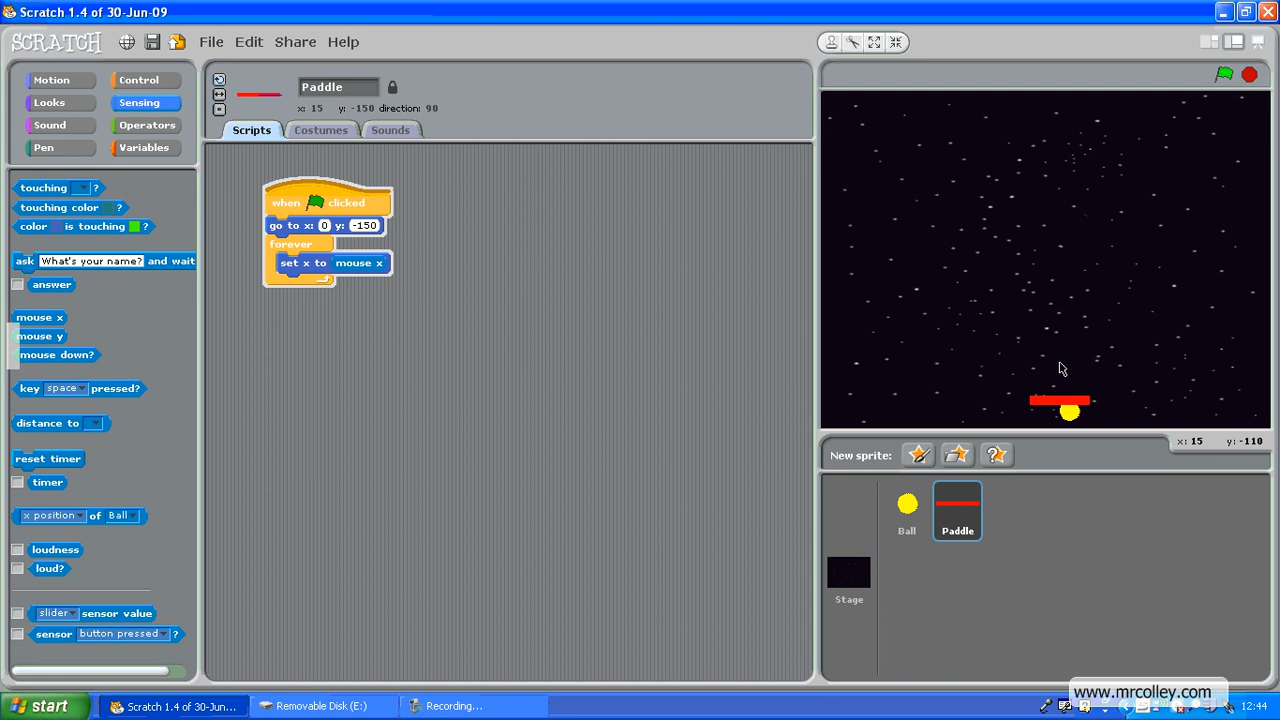 Scratch 1.4 of 30-Jun-09
SCRATCH File Edit Share Help
Motion Control
Looks Sensing
Sound Operators
Pen Variables
Paddle
x: 15 y: -150 direction: 90
Scripts Costumes Sounds
touching ?
touching color ?
color is touching ?
ask What's your name? and wait
answer
mouse x
mouse y
mouse down?
key space pressed?
distance to
reset timer
timer
x position of Ball
loudness
loud?
slider sensor value
sensor button pressed ?
when clicked
go to x: 0 y: -150
forever
set x to mouse x
x: 15 y: -110
New sprite:
Ball Paddle
Stage
www.mrcolley.com
start Scratch 1.4 of 30-Jun... Removable Disk (E:) Recording... 12:44